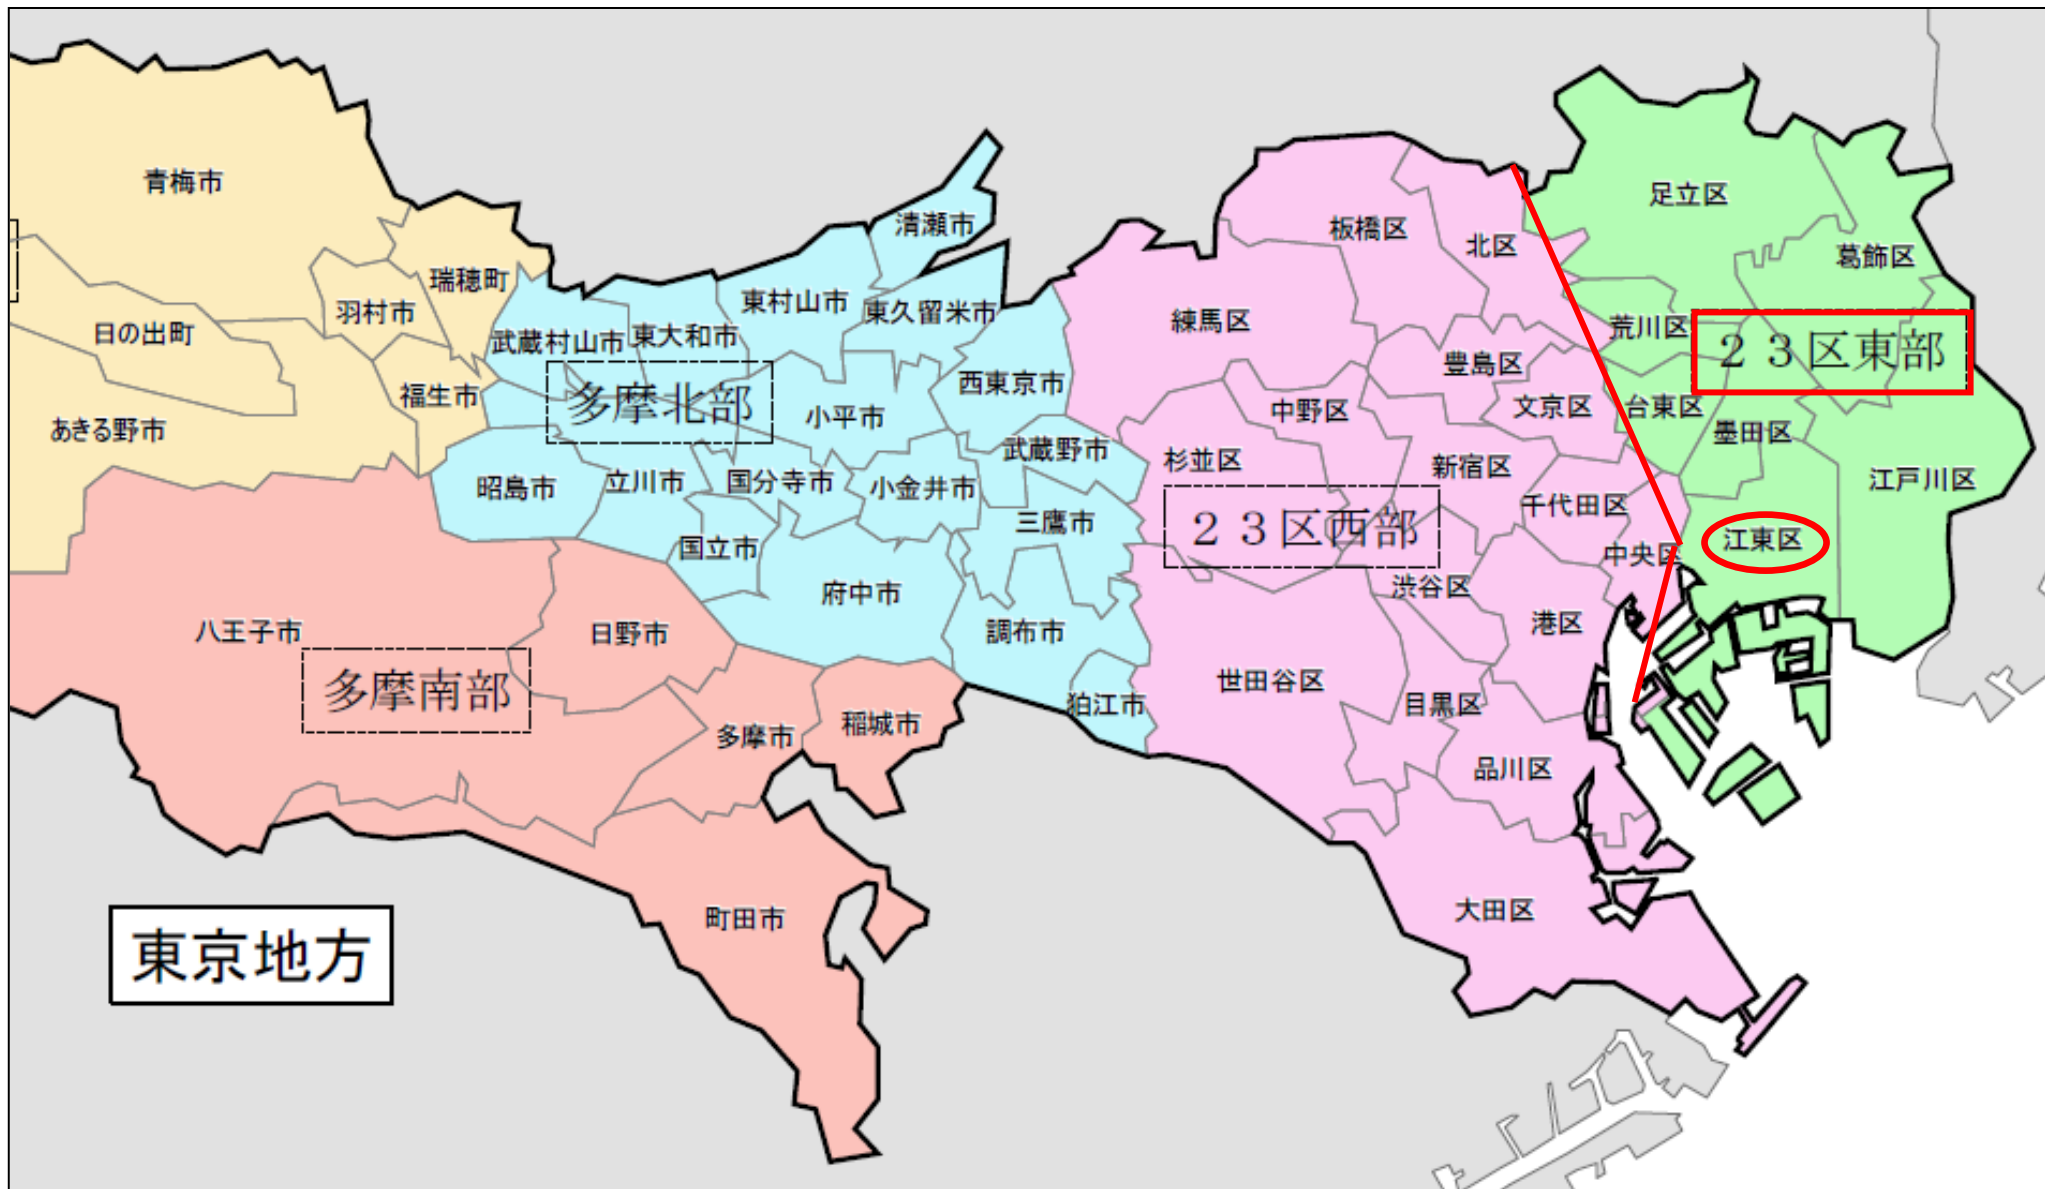 青梅市
足立区
清瀬市
板橋区
北区
葛飾区
瑞穂町
羽村市
東村山市
東久留米市
練馬区
荒川区
日の出町
武蔵村山市
東大和市
23区東部
豊島区
福生市
多摩北部
西東京市
小平市
中野区
文京区
台東区
あきる野市
墨田区
武蔵野市
杉並区
新宿区
昭島市
立川市
国分寺市
小金井市
江戸川区
千代田区
三鷹市
23区西部
国立市
江東区
中央区
府中市
渋谷区
八王子市
日野市
調布市
港区
多摩南部
世田谷区
狛江市
目黒区
多摩市
稲城市
品川区
町田市
大田区
東京地方